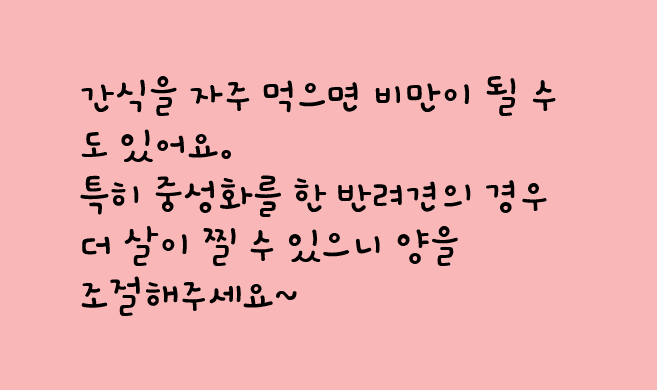 간식을 자주 먹으면 비만이 될 수
도 있어요.
특히 중성화를 한 반려견의 경우
더 살이 찔 수 있으니 양을
조절해주세요~